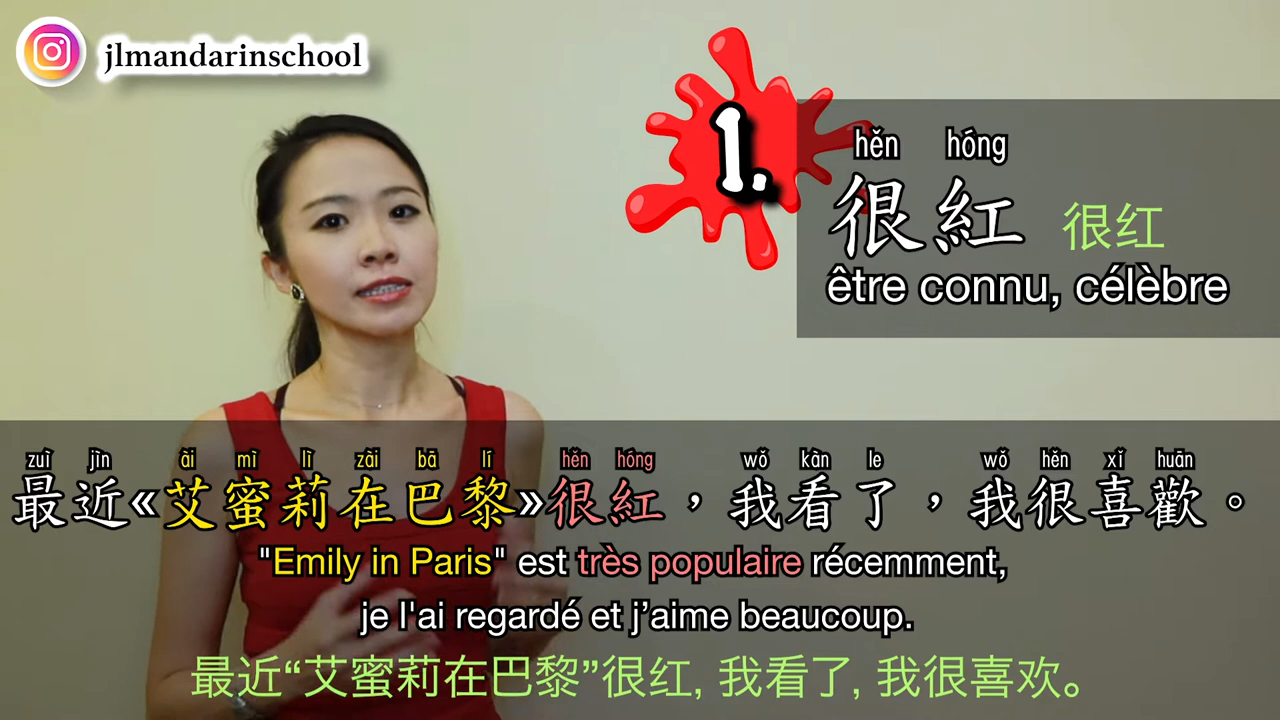 jlmandarinschool
1.
hěn hóng
很紅 很红
être connu, célèbre
zuì jìn ài mì lì zài bā lí hěn hóng wǒ kàn le wǒ hěn xǐ huān
最近«艾蜜莉在巴黎»很紅，我看了，我很喜歡。
"Emily in Paris" est très populaire récemment,
je l'ai regardé et j’aime beaucoup.
最近“艾蜜莉在巴黎”很红, 我看了, 我很喜欢。